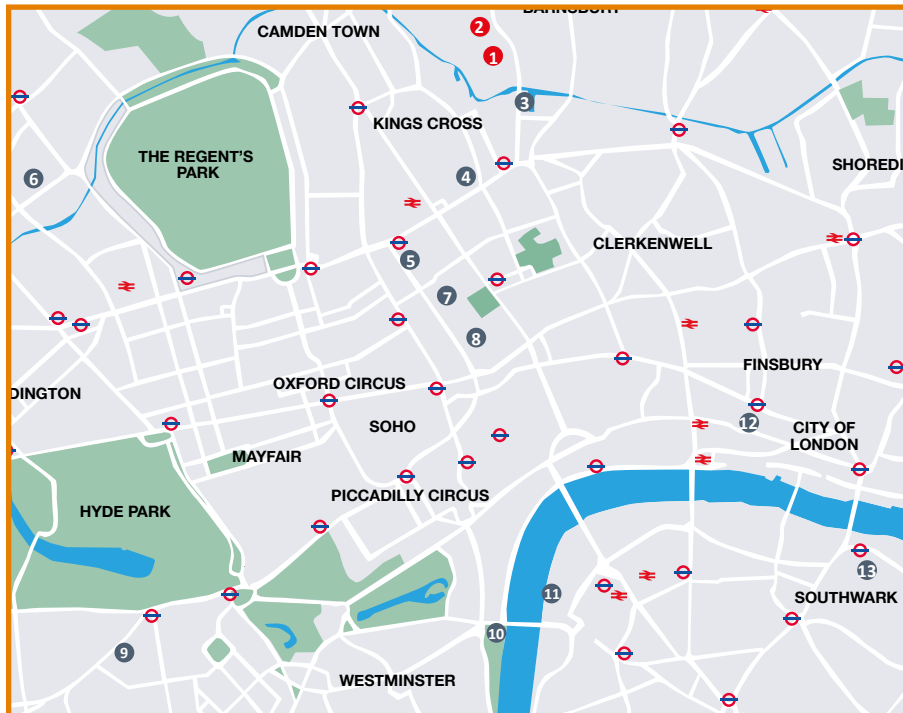 BARNSBURY
CAMDEN TOWN
2
1
3
KINGS CROSS
THE REGENT'S
PARK
SHOREDI
6
4
CLERKENWELL
5
7
8
FINSBURY
OXFORD CIRCUS
DINGTON
SOHO
12
CITY OF
LONDON
MAYFAIR
PICCADILLY CIRCUS
HYDE PARK
13
11
SOUTHWARK
10
9
WESTMINSTER